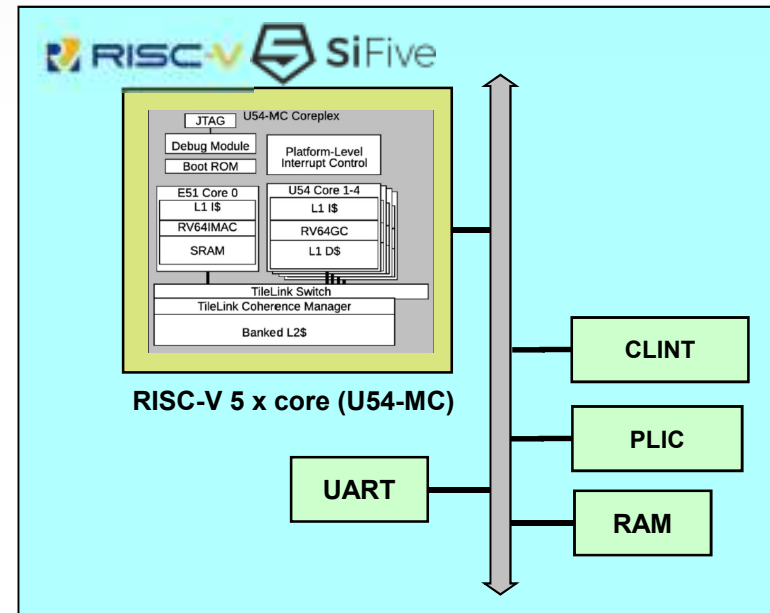 RISC-V SiFive
JTAG
U54-MC Coreplex
Debug Module
Boot ROM
Platform-Level
Interrupt Control
E51 Core 0
L1 I$
RV64IMAC
SRAM
U54 Core 1-4
L1 I$
RV64GC
L1 D$
TileLink Switch
TileLink Coherence Manager
Banked L2$
RISC-V 5 x core (U54-MC)
CLINT
PLIC
UART
RAM